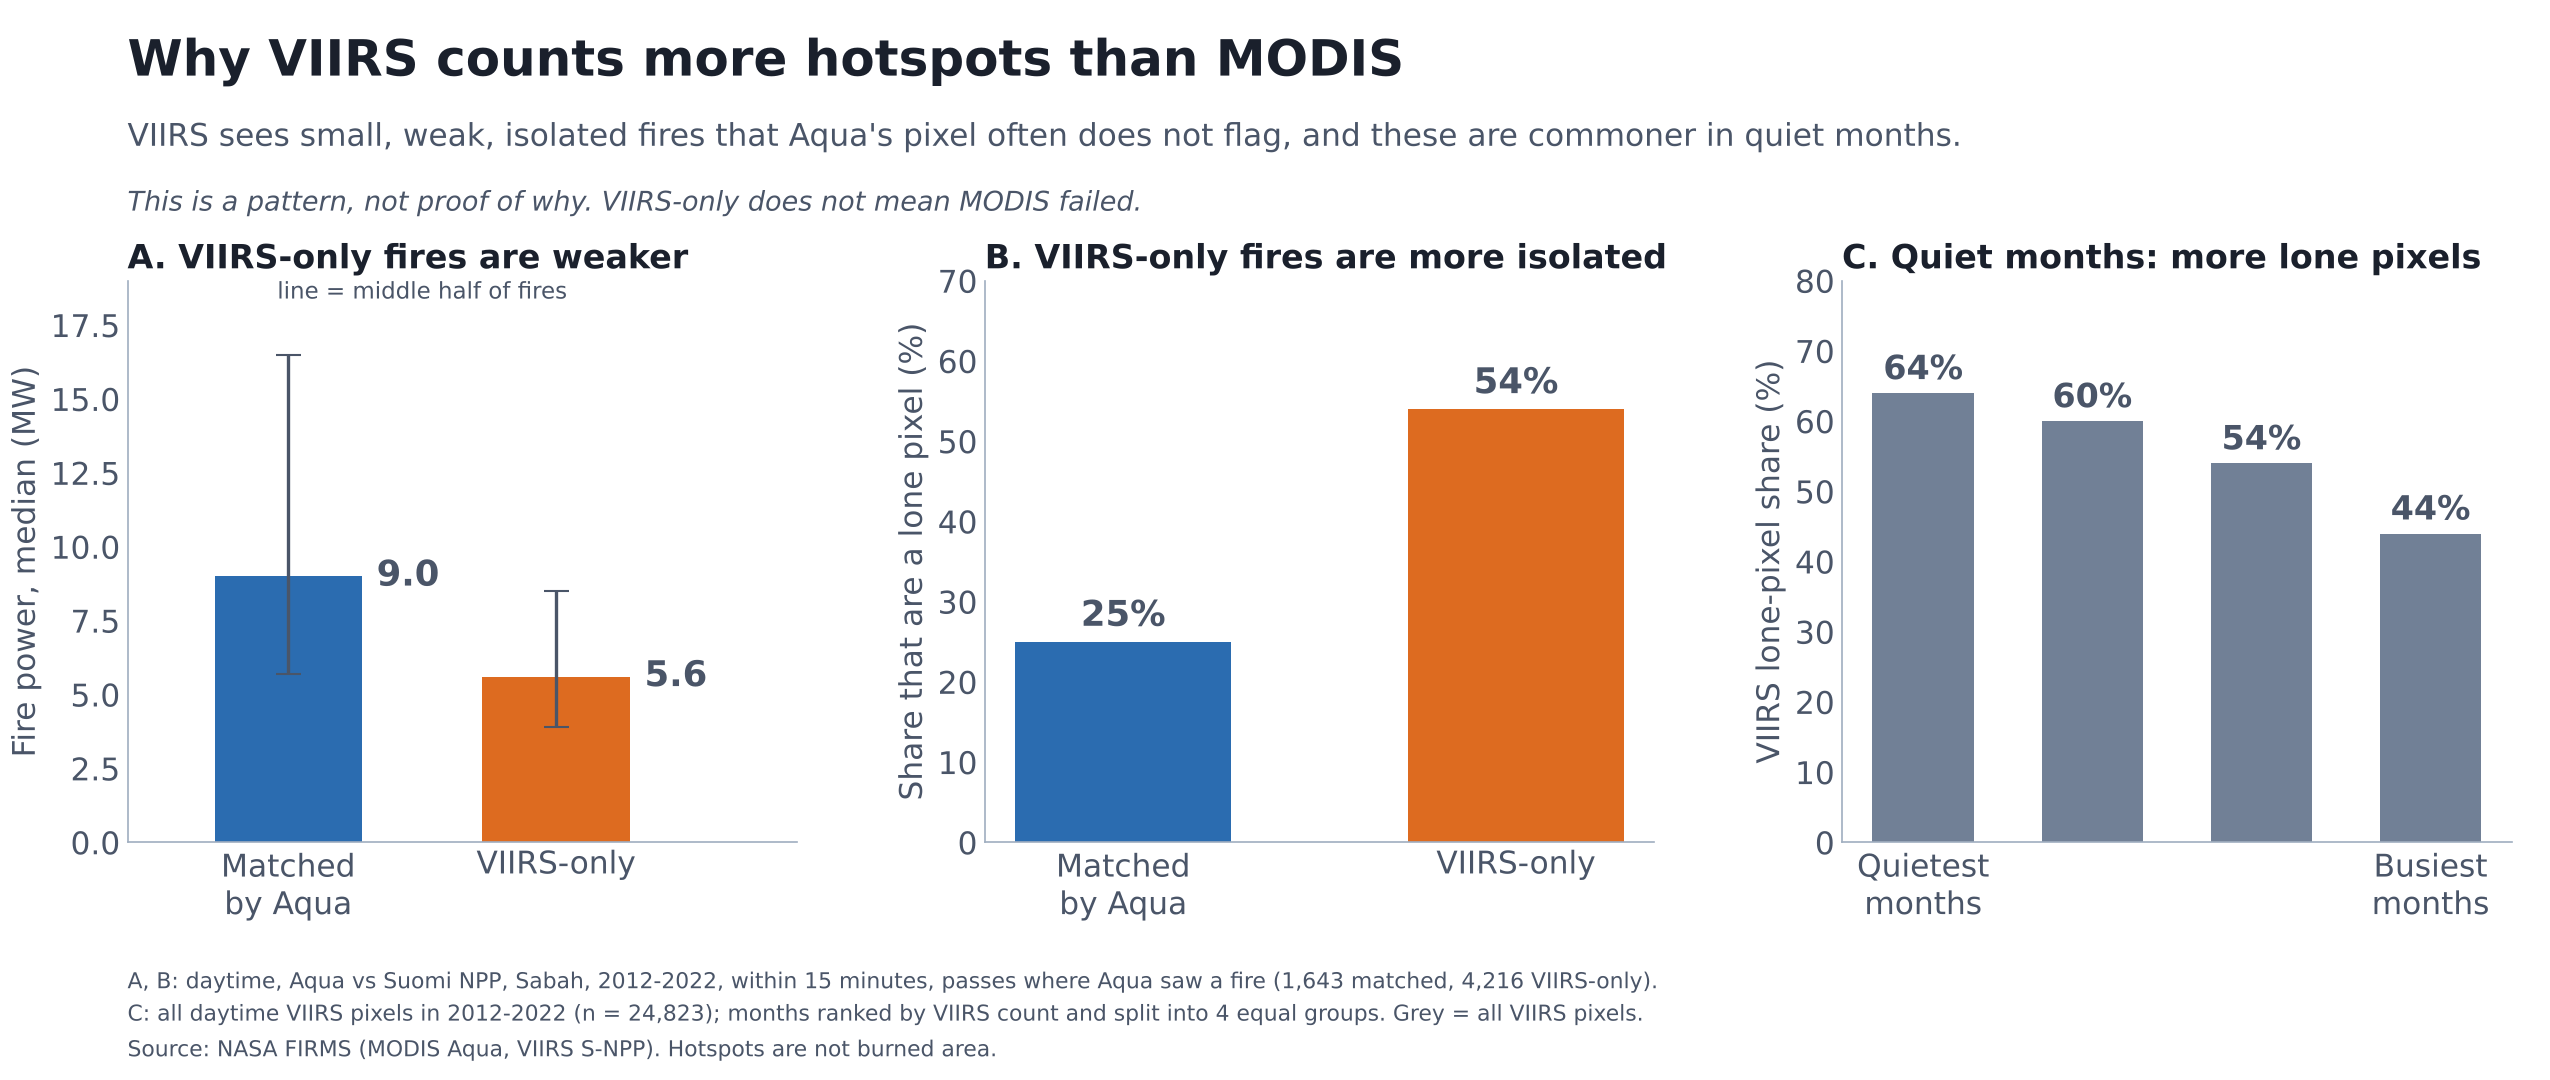 Why VIIRS counts more hotspots than MODIS
VIIRS sees small, weak, isolated fires that Aqua's pixel often does not flag, and these are commoner in quiet months.
This is a pattern, not proof of why. VIIRS-only does not mean MODIS failed.
A. VIIRS-only fires are weaker
line = middle half of fires
Fire power, median (MW)
17.5
15.0
12.5
10.0
7.5
5.0
2.5
0.0
9.0
5.6
Matched
by Aqua
VIIRS-only
B. VIIRS-only fires are more isolated
Share that are a lone pixel (%)
70
60
50
40
30
20
10
0
25%
54%
Matched
by Aqua
VIIRS-only
C. Quiet months: more lone pixels
VIIRS lone-pixel share (%)
80
70
60
50
40
30
20
10
0
64%
60%
54%
44%
Quietest
months
Busiest
months
A, B: daytime, Aqua vs Suomi NPP, Sabah, 2012-2022, within 15 minutes, passes where Aqua saw a fire (1,643 matched, 4,216 VIIRS-only).
C: all daytime VIIRS pixels in 2012-2022 (n = 24,823); months ranked by VIIRS count and split into 4 equal groups. Grey = all VIIRS pixels.
Source: NASA FIRMS (MODIS Aqua, VIIRS S-NPP). Hotspots are not burned area.